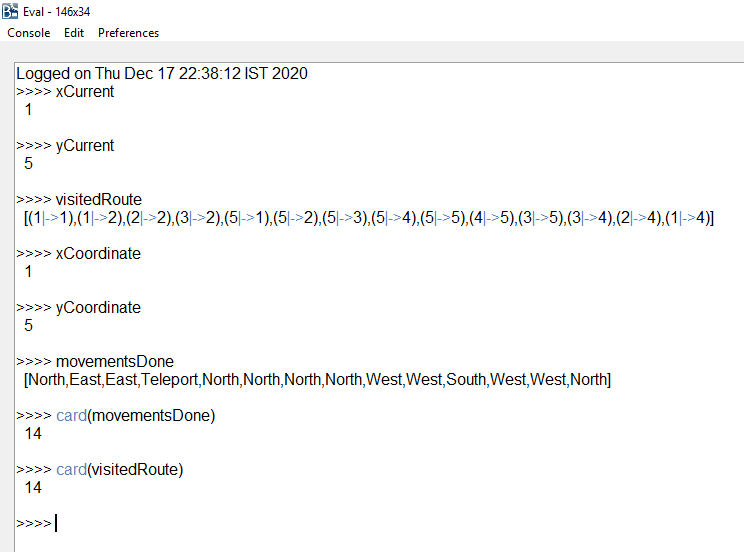 Eval - 146x34
Console Edit Preferences
Logged on Thu Dec 17 22:38:12 IST 2020
>>>> xCurrent
1
>>>> yCurrent
5
>>>> visitedRoute
[(1|->1),(1|->2),(2|->2),(3|->2),(5|->1),(5|->2),(5|->3),(5|->4),(5|->5),(4|->5),(3|->5),(3|->4),(2|->4),(1|->4)]
>>>> xCoordinate
1
>>>> yCoordinate
5
>>>> movementsDone
[North,East,East,Teleport,North,North,North,North,West,West,South,West,West,North]
>>>> card(movementsDone)
14
>>>> card(visitedRoute)
14
>>>>